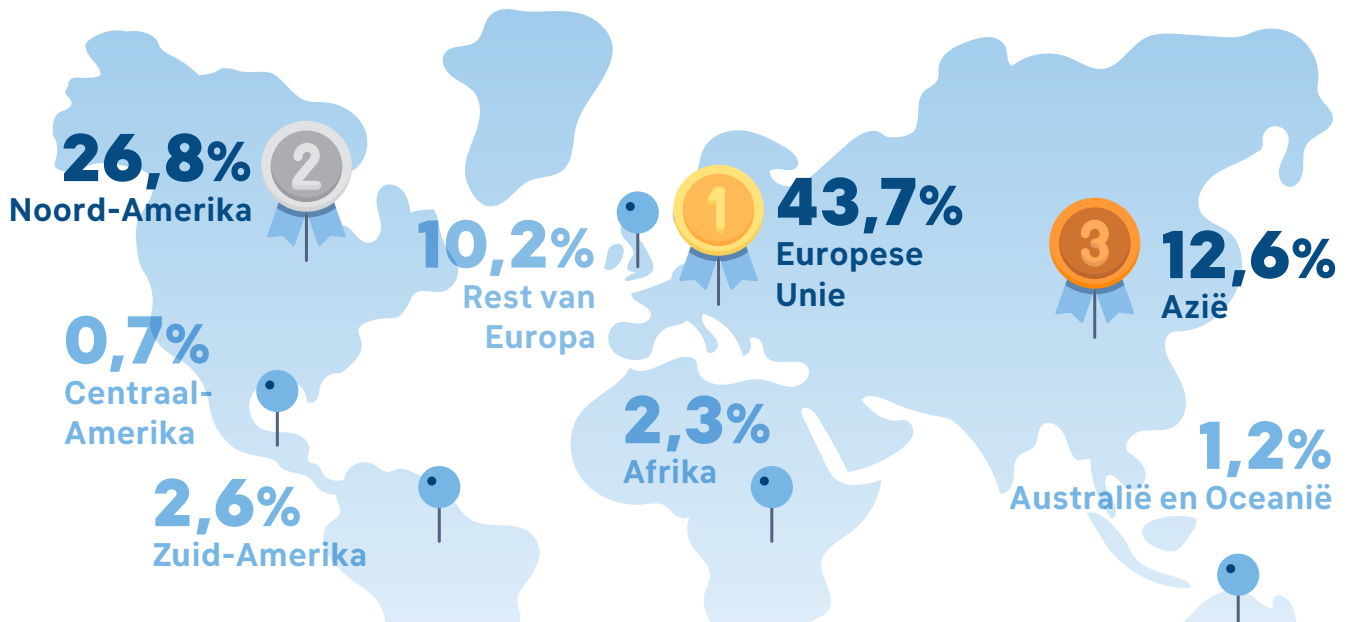 26,8%
Noord-Amerika
2
10,2%
Rest van
Europa
1
43,7%
Europese
Unie
3
12,6%
Azië
0,7%
Centraal-
Amerika
2,3%
Afrika
1,2%
Australië en Oceanië
2,6%
Zuid-Amerika